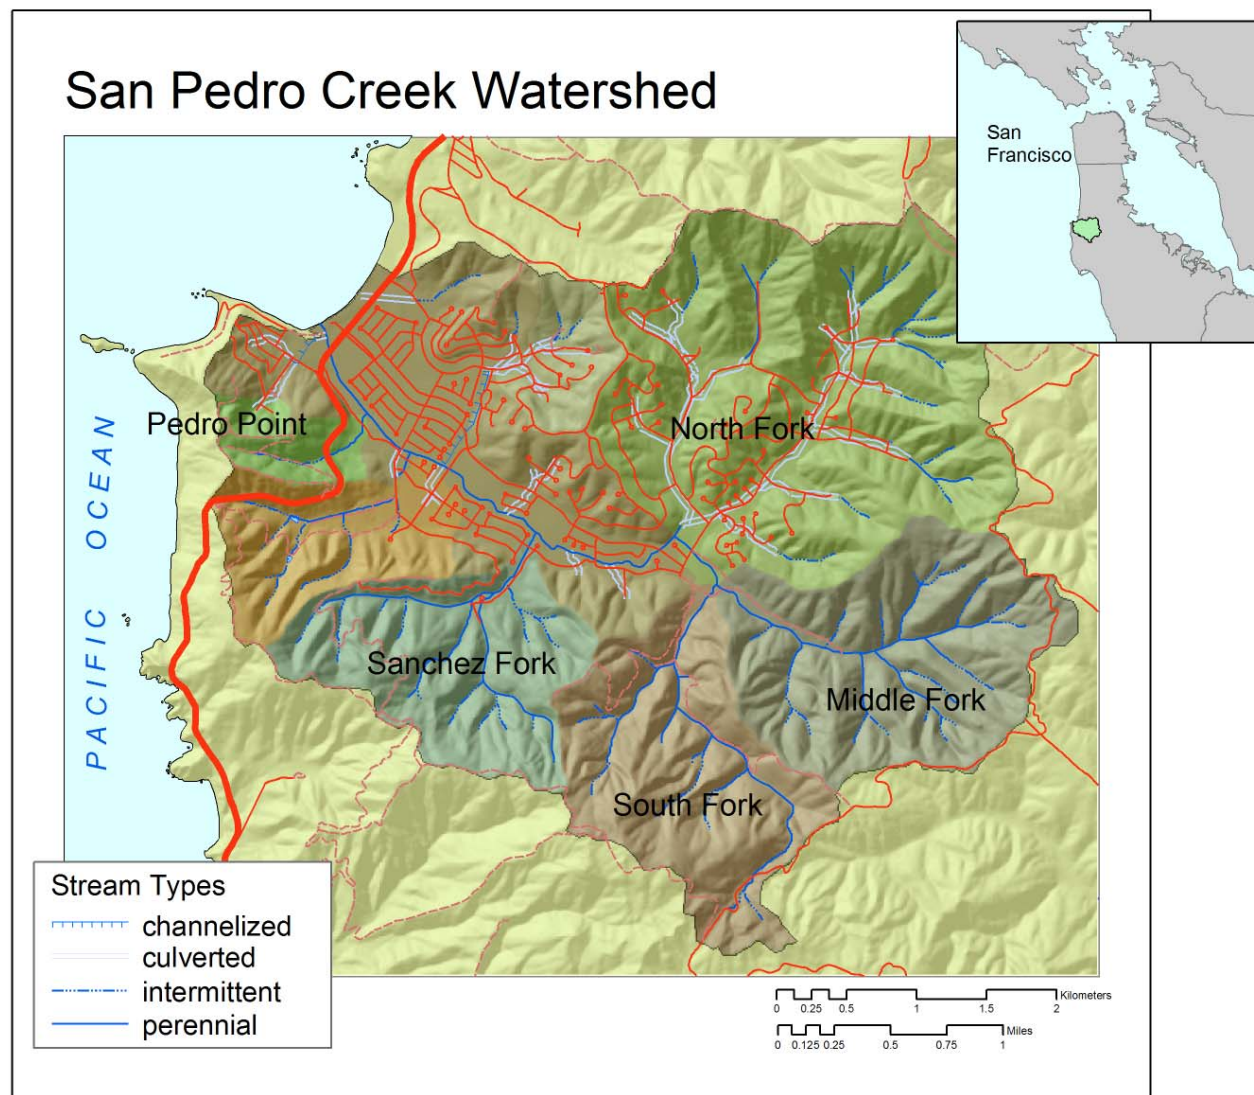 San Pedro Creek Watershed
San
Francisco
Pedro Point
North Fork
PACIFIC OCEAN
Sanchez Fork
Middle Fork
South Fork
Stream Types
channelized
culverted
intermittent
perennial
Kilometers
0 0.25 0.5 1 1.5 2
Miles
0 0.125 0.25 0.5 0.75 1